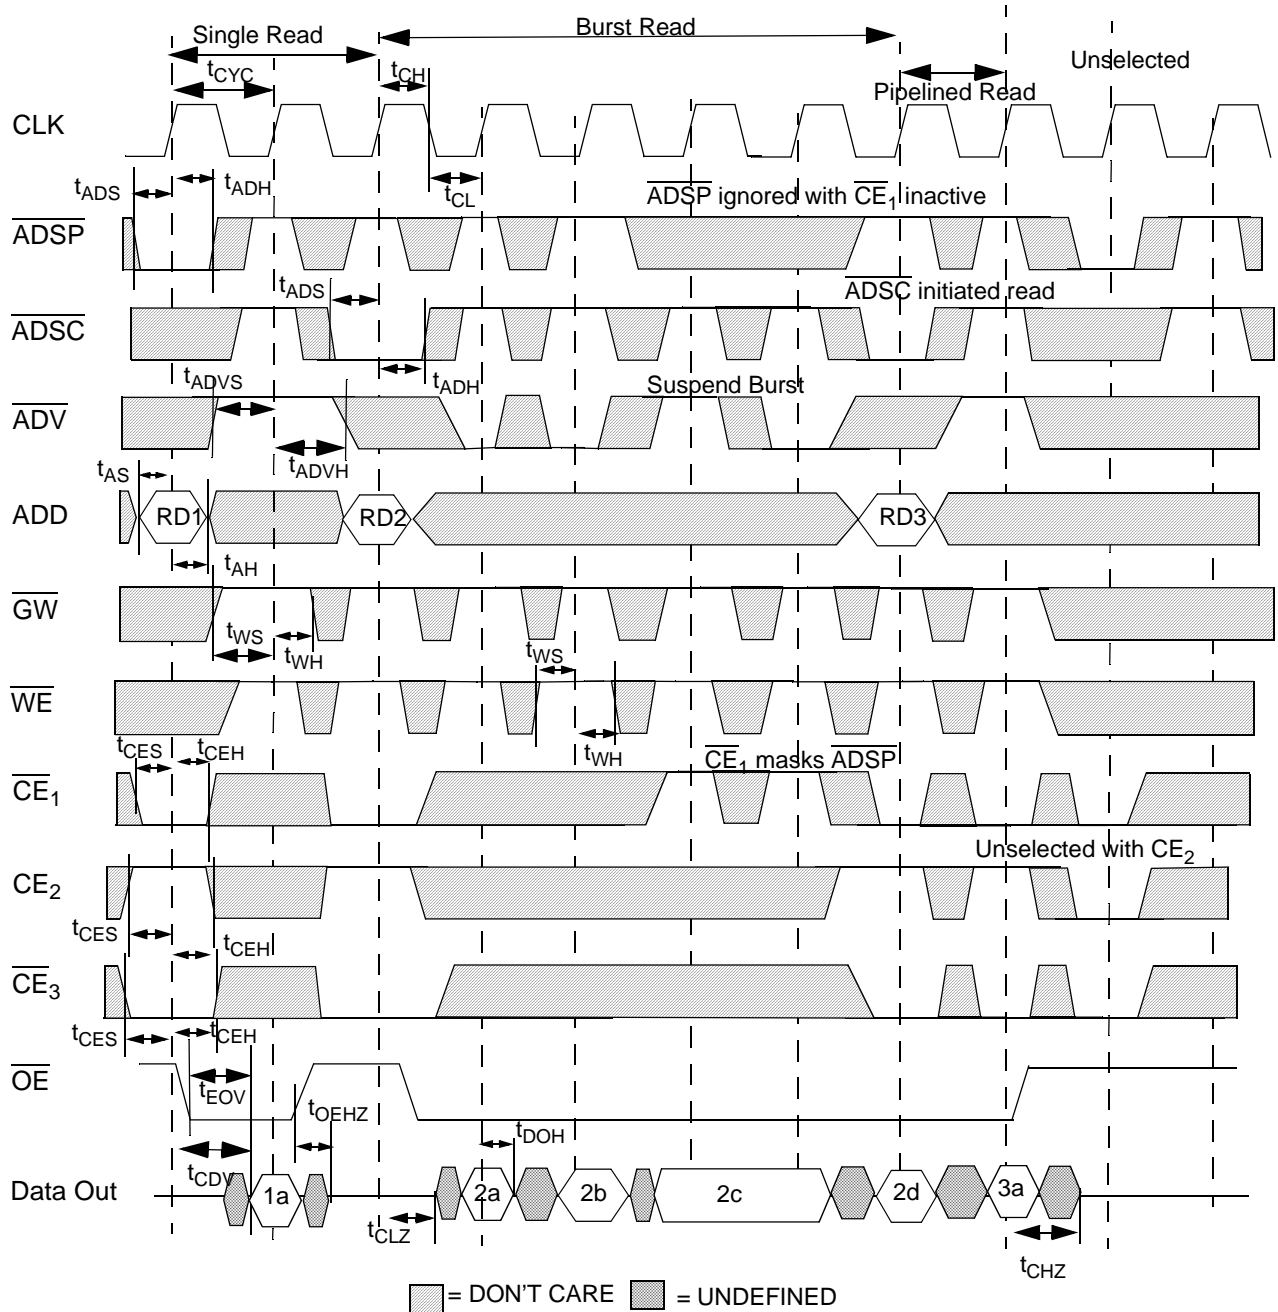 Single Read
Burst Read
Unselected
tCYC
tCH
Pipelined Read
CLK
tADS
tADH
tCL
ADSP ignored with CE1 inactive
ADSP
tADS
ADSC initiated read
ADSC
tADVS
tADH
Suspend Burst
ADV
tAS
tADVH
ADD
RD1
RD2
RD3
tAH
GW
tWS
tWH
tWS
WE
tCES
tCEH
tWH
CE1 masks ADSP
CE1
Unselected with CE2
CE2
tCES
tCEH
CE3
tCES
tCEH
OE
tEOV
tOEHZ
tDOH
tCDV
Data Out
1a
2a
2b
2c
2d
3a
tCLZ
tCHZ
= DON'T CARE
= UNDEFINED